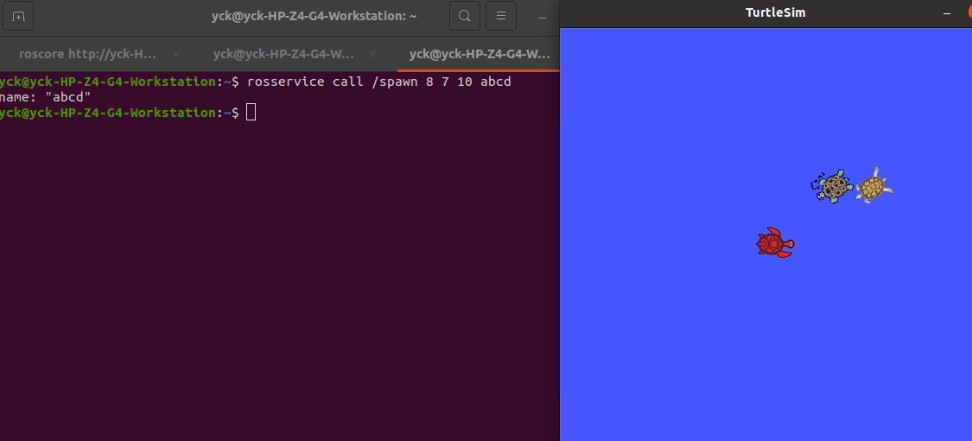 yck@yck-HP-Z4-G4-Workstation: ~
TurtleSim
roscore http://yck-H...
yck@yck-HP-Z4-G4-W...
yck@yck-HP-Z4-G4-W...
yck@yck-HP-Z4-G4-Workstation:~$ rosservice call /spawn 8 7 10 abcd
name: "abcd"
yck@yck-HP-Z4-G4-Workstation:~$